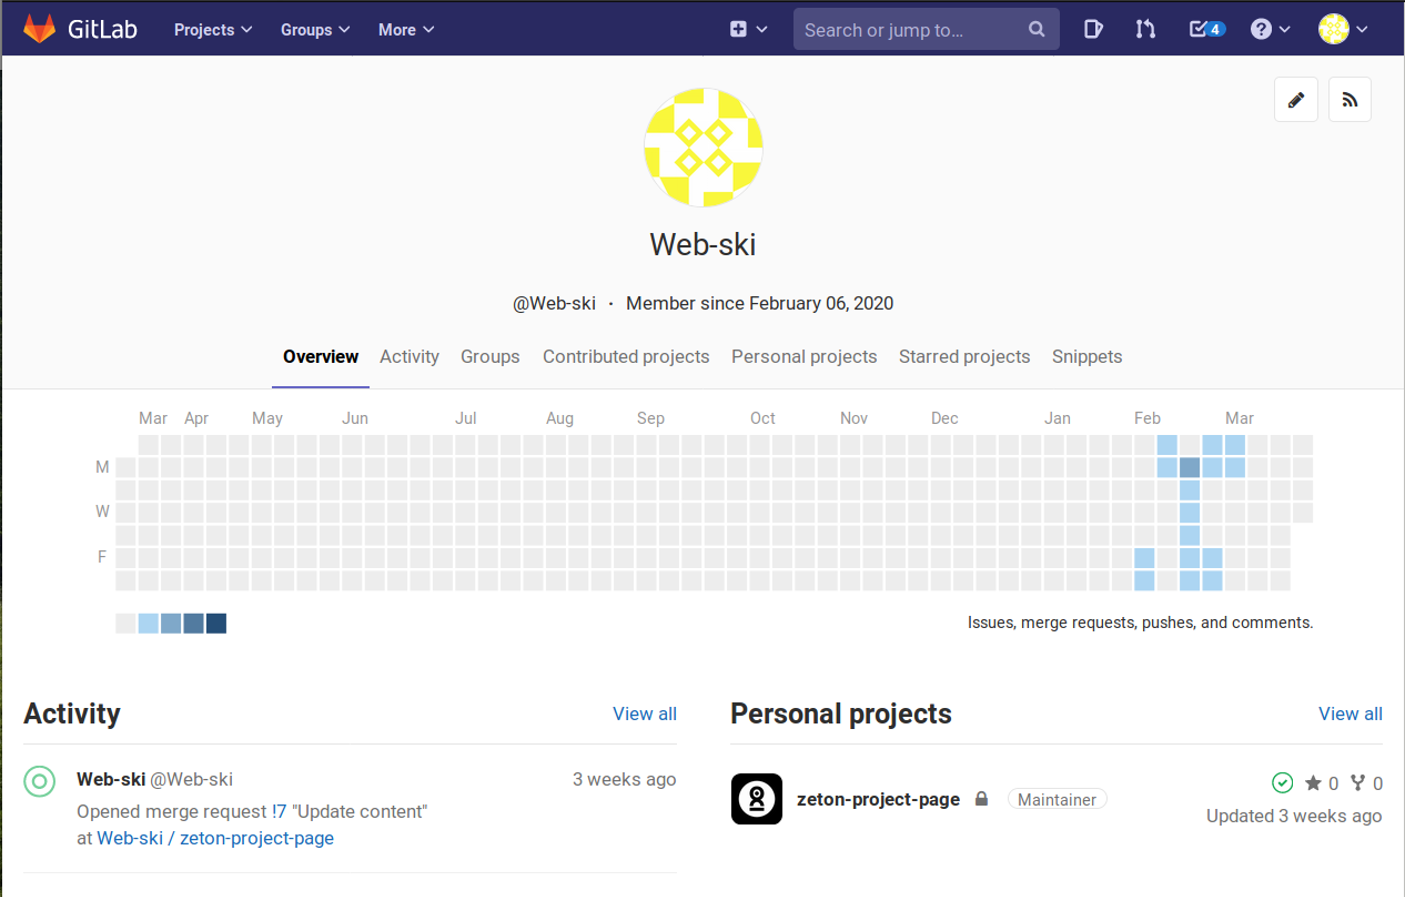 GitLab Projects Groups More Search or jump to... 4 ?
Web-ski
@Web-ski · Member since February 06, 2020
Overview Activity Groups Contributed projects Personal projects Starred projects Snippets
Mar Apr May Jun Jul Aug Sep Oct Nov Dec Jan Feb Mar
M
W
F
Issues, merge requests, pushes, and comments.
Activity View all
Web-ski @Web-ski 3 weeks ago
Opened merge request !7 "Update content"
at Web-ski / zeton-project-page
Personal projects View all
zeton-project-page Maintainer 0 0
Updated 3 weeks ago